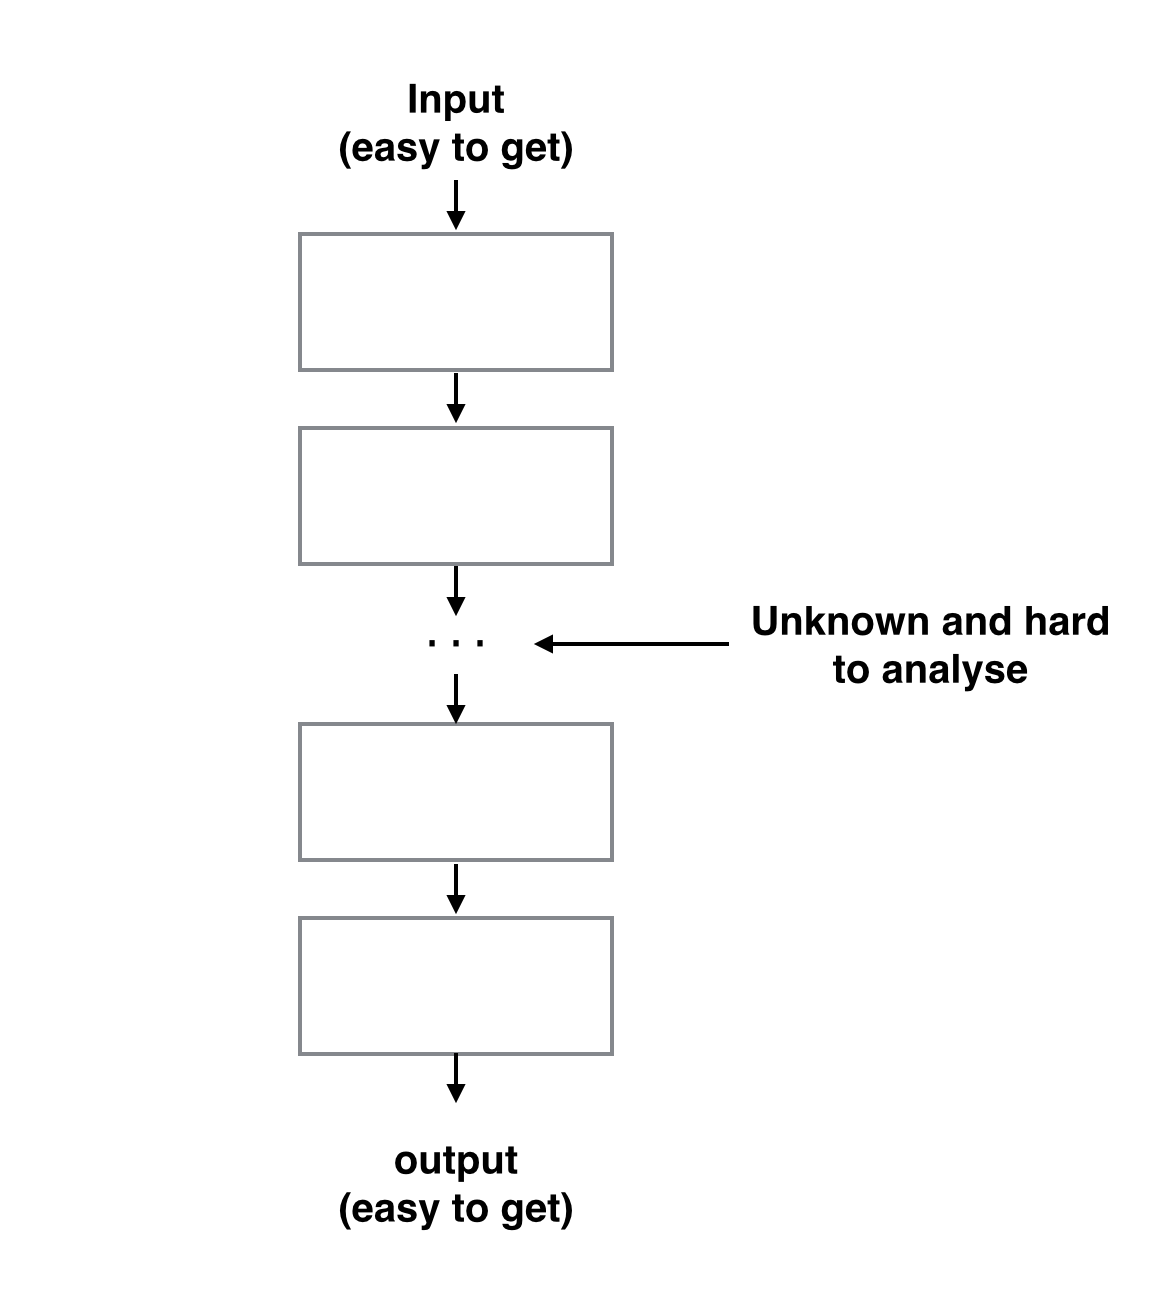 Input
(easy to get)
. . .
Unknown and hard
to analyse
output
(easy to get)